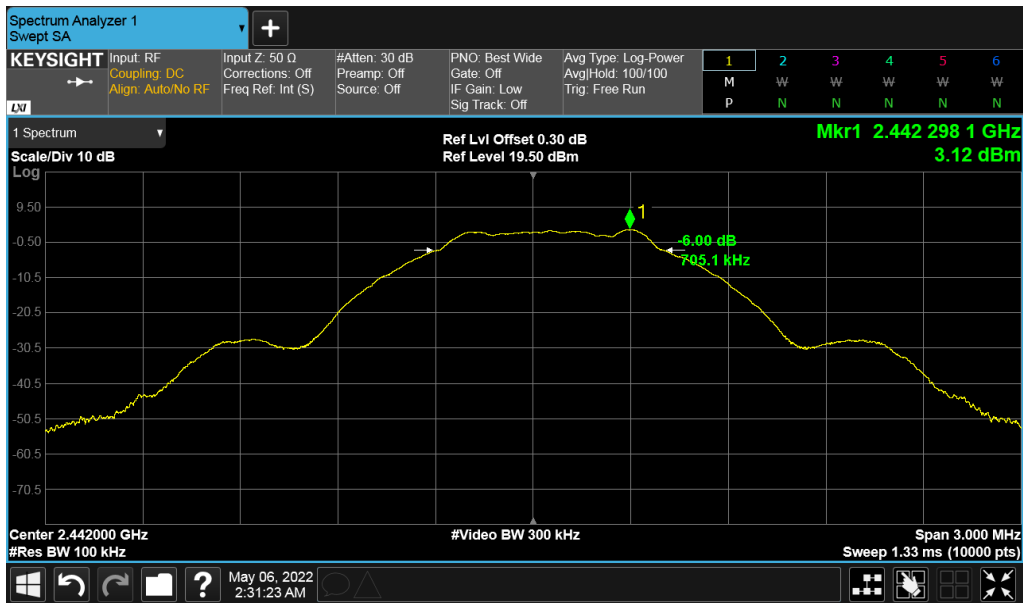 Spectrum Analyzer 1
Swept SA
+
KEYSIGHT
Input: RF
Coupling: DC
Align: Auto/No RF
Input Z: 50 Ω
Corrections: Off
Freq Ref: Int (S)
#Atten: 30 dB
Preamp: Off
Source: Off
PNO: Best Wide
Gate: Off
IF Gain: Low
Sig Track: Off
Avg Type: Log-Power
Avg|Hold: 100/100
Trig: Free Run
1 2 3 4 5 6
M W W W W W
P N N N N N
LXI
1 Spectrum
Scale/Div 10 dB
Log
Ref Lvl Offset 0.30 dB
Ref Level 19.50 dBm
Mkr1 2.442 298 1 GHz
3.12 dBm
9.50
-0.50
-10.5
-20.5
-30.5
-40.5
-50.5
-60.5
-70.5
1
-6.00 dB
705.1 kHz
Center 2.442000 GHz
#Res BW 100 kHz
#Video BW 300 kHz
Span 3.000 MHz
Sweep 1.33 ms (10000 pts)
?
May 06, 2022
2:31:23 AM